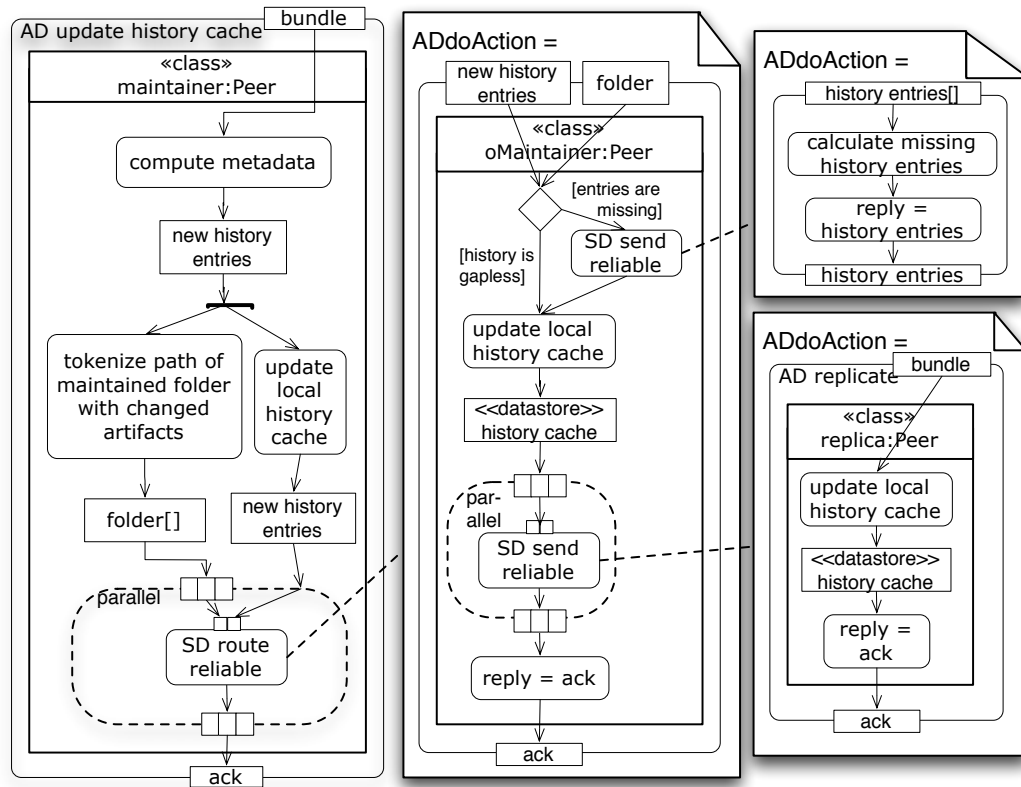 bundle
AD update history cache
«class»
maintainer:Peer
compute metadata
new history
entries
tokenize path of
maintained folder
with changed
artifacts
update
local
history
cache
folder[]
new history
entries
parallel
SD route
reliable
ack
ADdoAction =
new history
entries
folder
«class»
oMaintainer:Peer
[entries are
missing]
SD send
reliable
[history is
gapless]
update local
history cache
<<datastore>>
history cache
par-
allel
SD send
reliable
reply = ack
ack
ADdoAction =
history entries[]
calculate missing
history entries
reply =
history entries
history entries
ADdoAction =
bundle
AD replicate
«class»
replica:Peer
update local
history cache
<<datastore>>
history cache
reply =
ack
ack